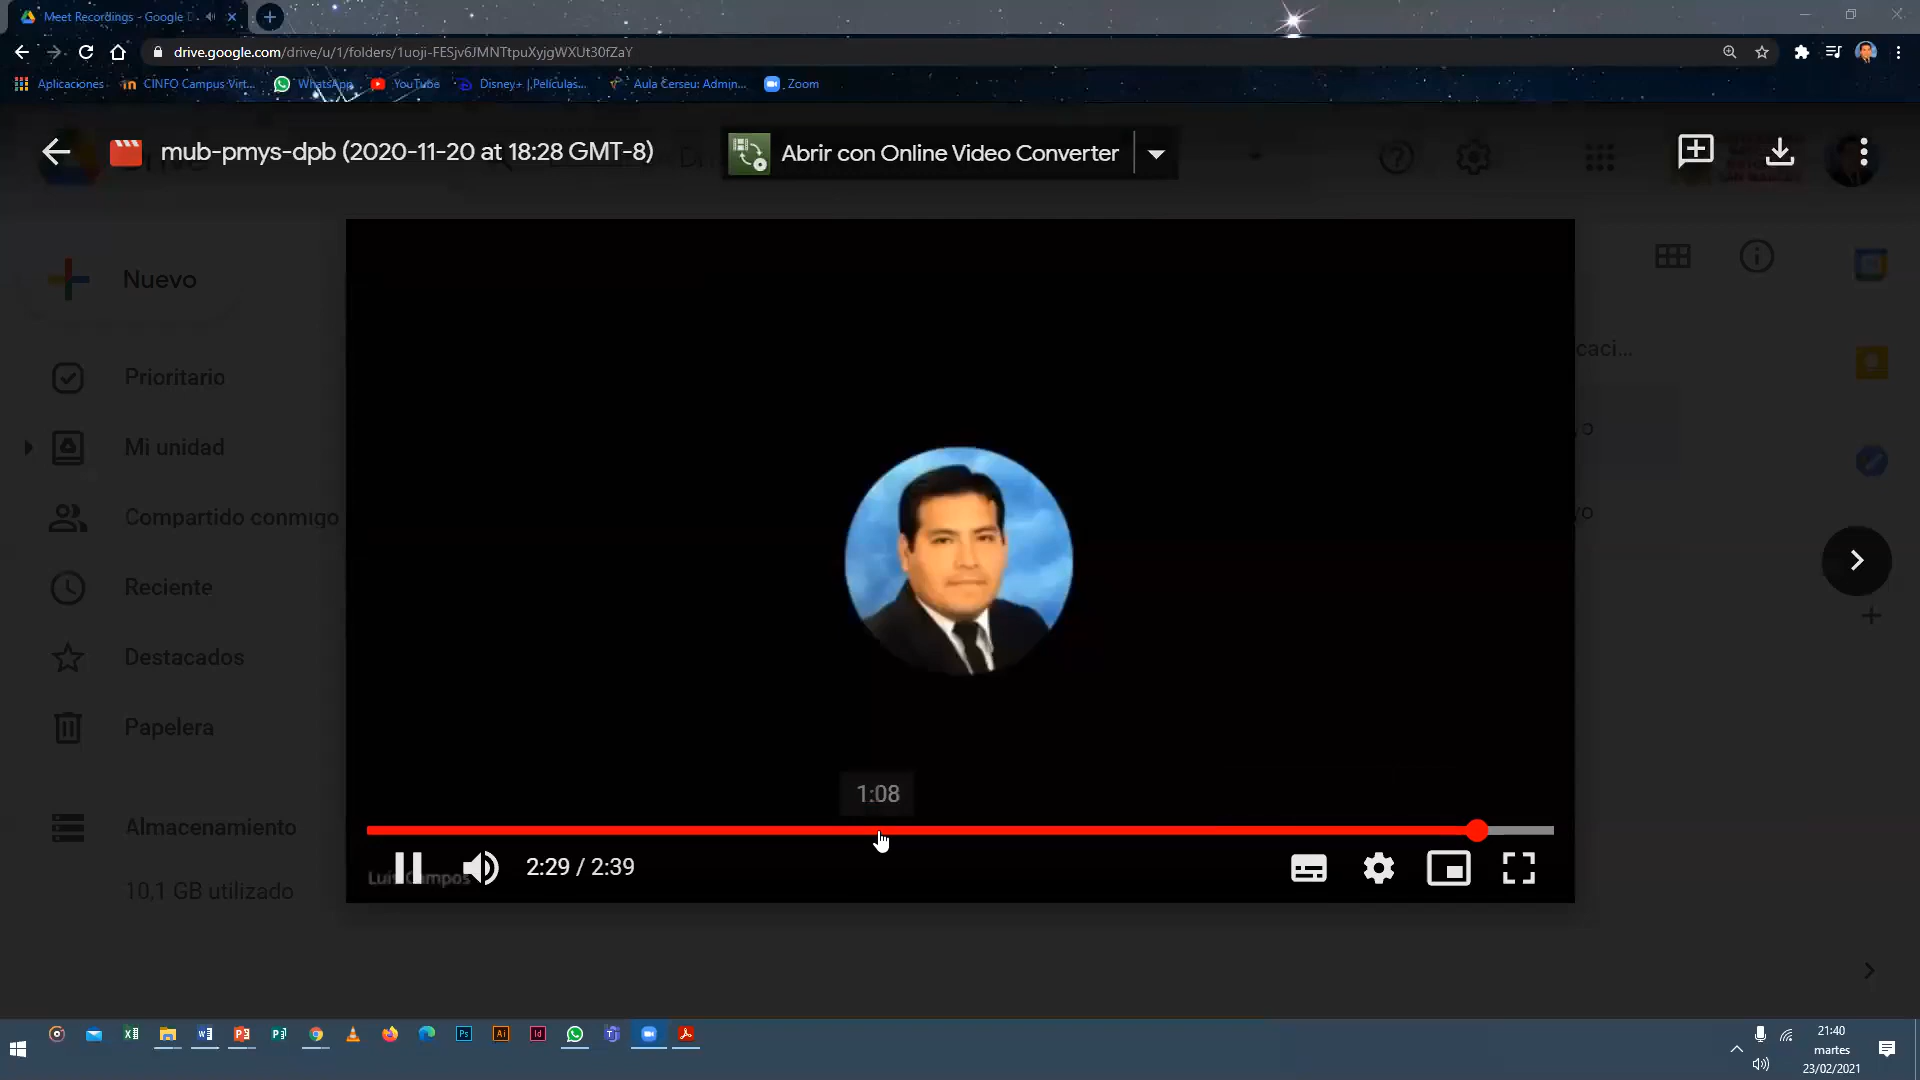 Meet Recordings - Google D
drive.google.com/drive/u/1/folders/1uoji-FESjv6JMNTtpuXyjgWXUt30fZaY
Aplicaciones
CINFO Campus Virt...
WhatsApp
YouTube
Disney+ | Películas...
Aula Cerseu: Admin...
Zoom
mub-pmys-dpb (2020-11-20 at 18:28 GMT-8)
Abrir con Online Video Converter
Nuevo
Prioritario
Mi unidad
Compartido conmigo
Reciente
Destacados
Papelera
Almacenamiento
10,1 GB utilizado
caci...
1:08
2:29 / 2:39
Luis Campos
21:40
martes
23/02/2021